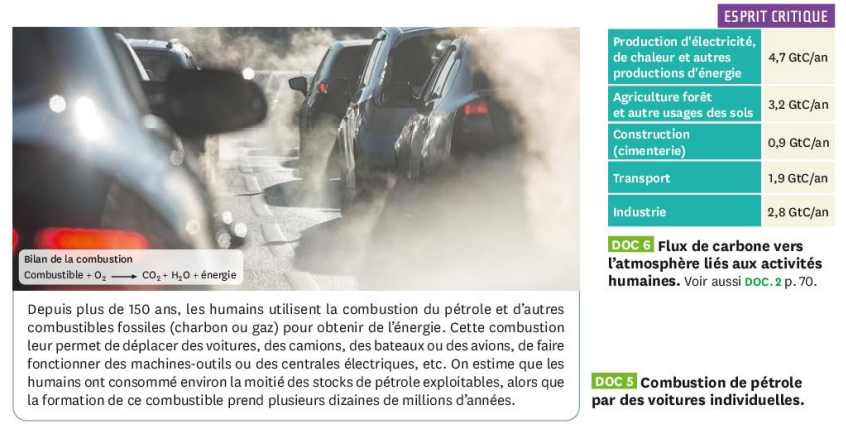 ESPRIT CRITIQUE
Production d'électricité,
de chaleur et autres
productions d'énergie
4,7 GtC/an
Agriculture forêt
et autre usages des sols
3,2 GtC/an
Construction
(cimenterie)
0,9 GtC/an
Transport
1,9 GtC/an
Industrie
2,8 GtC/an
DOC 6 Flux de carbone vers
l'atmosphère liés aux activités
humaines. Voir aussi DOC. 2 p. 70.
Bilan de la combustion
Combustible + O₂ → CO₂ + H₂O + énergie
Depuis plus de 150 ans, les humains utilisent la combustion du pétrole et d'autres
combustibles fossiles (charbon ou gaz) pour obtenir de l'énergie. Cette combustion
leur permet de déplacer des voitures, des camions, des bateaux ou des avions, de faire
fonctionner des machines-outils ou des centrales électriques, etc. On estime que les
humains ont consommé environ la moitié des stocks de pétrole exploitables, alors que
la formation de ce combustible prend plusieurs dizaines de millions d'années.
DOC 5 Combustion de pétrole
par des voitures individuelles.